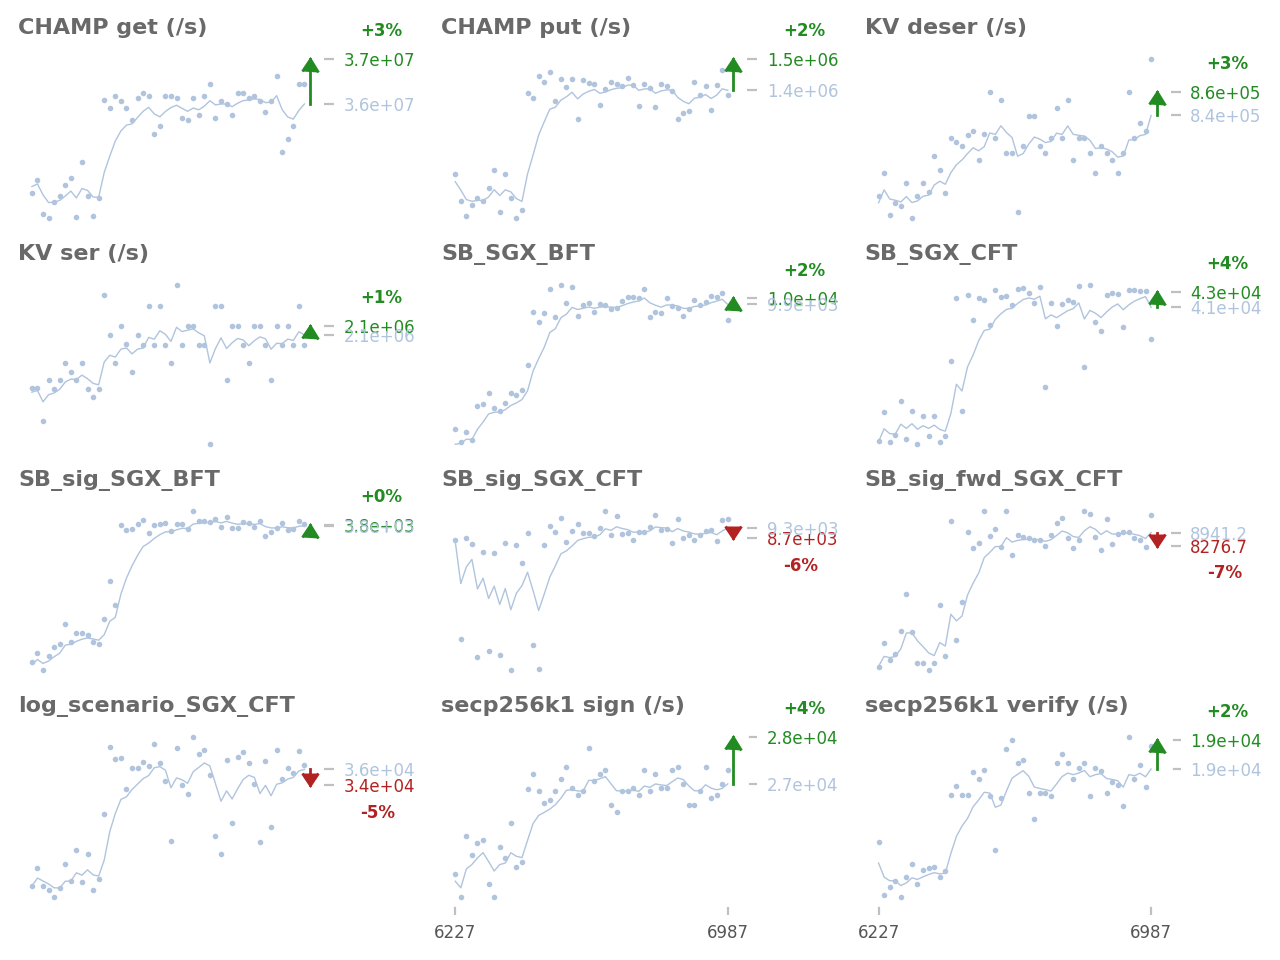 CHAMP get (/s)
+3%
3.7e+07
3.6e+07
CHAMP put (/s)
+2%
1.5e+06
1.4e+06
KV deser (/s)
+3%
8.6e+05
8.4e+05
KV ser (/s)
+1%
2.1e+06
2.1e+06
SB_SGX_BFT
+2%
1.0e+04
9.9e+03
SB_SGX_CFT
+4%
4.3e+04
4.1e+04
SB_sig_SGX_BFT
+0%
3.8e+03
SB_sig_SGX_CFT
9.3e+03
8.7e+03
-6%
SB_sig_fwd_SGX_CFT
8941.2
8276.7
-7%
log_scenario_SGX_CFT
3.6e+04
3.4e+04
-5%
secp256k1 sign (/s)
+4%
2.8e+04
2.7e+04
secp256k1 verify (/s)
+2%
1.9e+04
1.9e+04
6227
6987
6227
6987